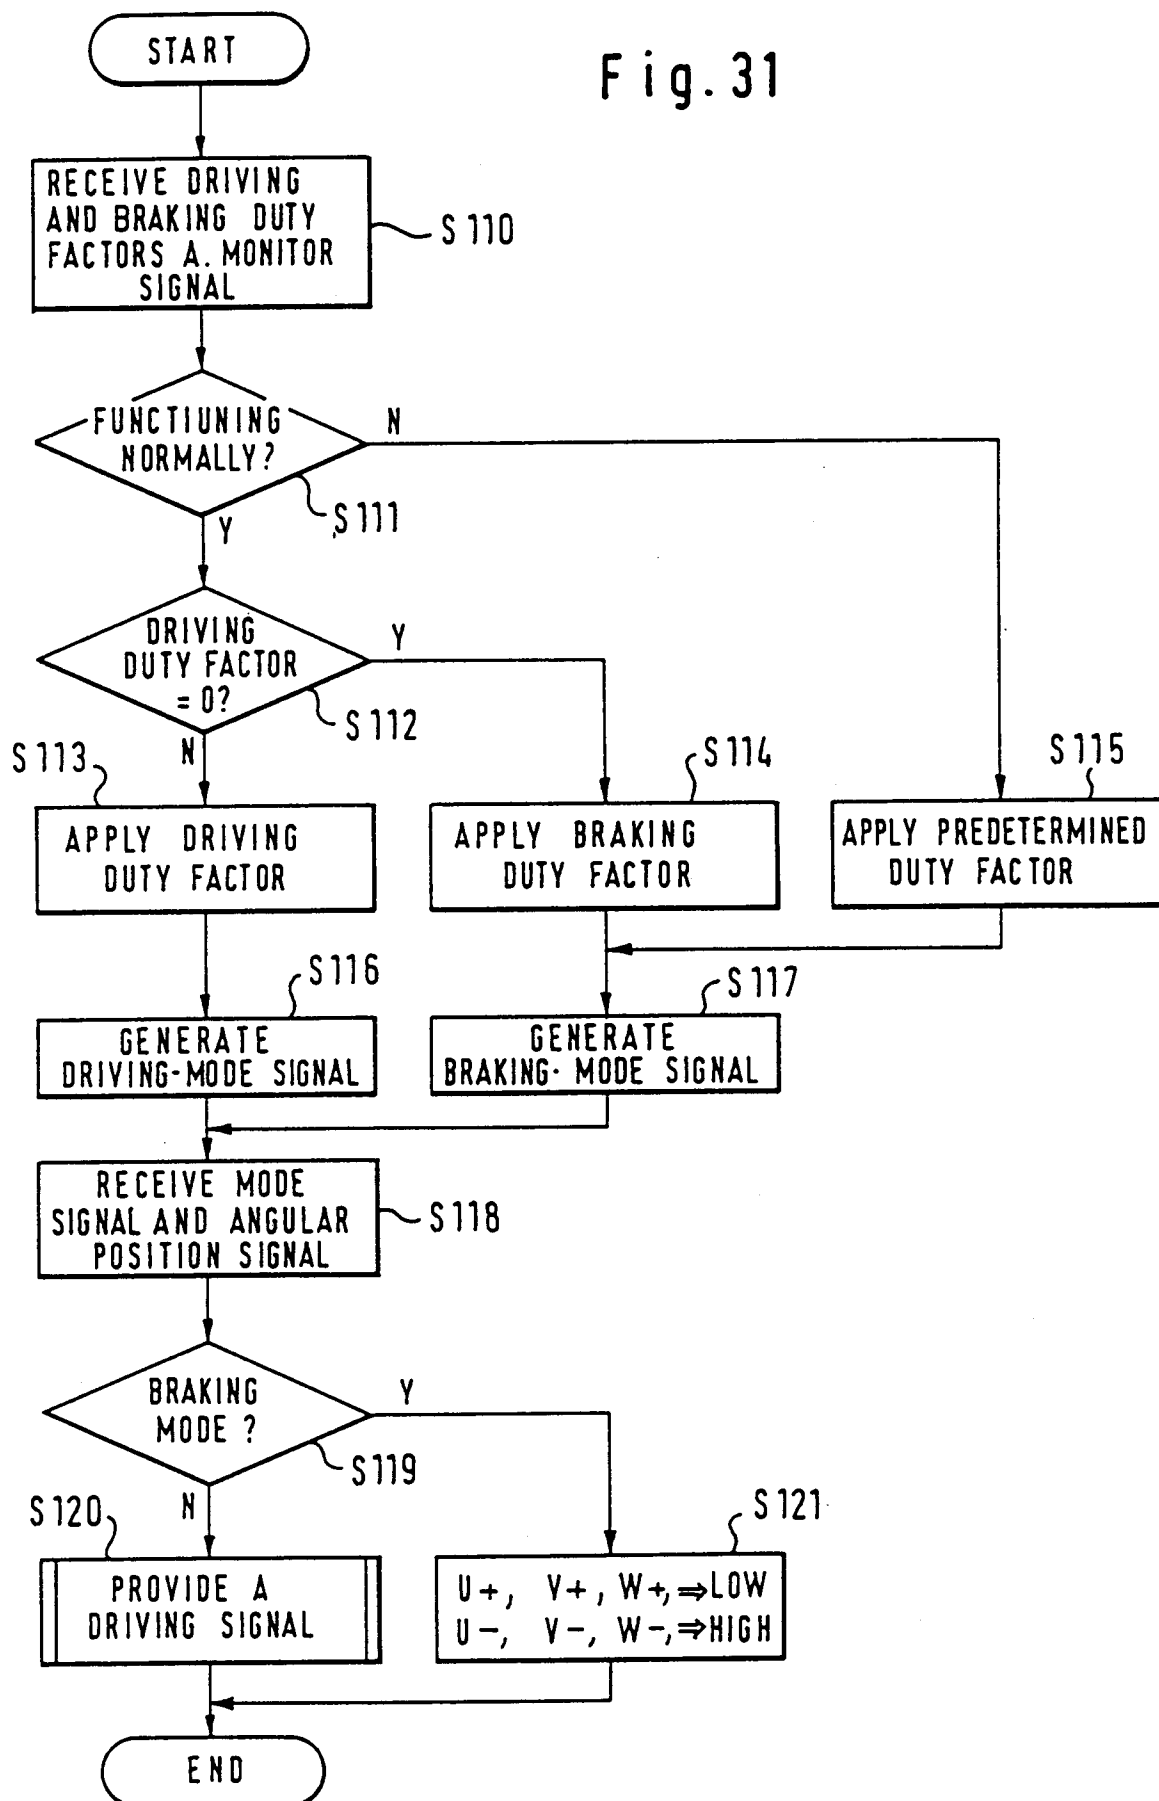 START
Fig. 31
RECEIVE DRIVING
AND BRAKING DUTY
FACTORS A. MONITOR
SIGNAL
S110
FUNCTIUNING
NORMALLY?
N
S111
Y
DRIVING
DUTY FACTOR
= 0?
Y
S112
N
S113
S114
S115
APPLY DRIVING
DUTY FACTOR
APPLY BRAKING
DUTY FACTOR
APPLY PREDETERMINED
DUTY FACTOR
S116
S117
GENERATE
DRIVING-MODE SIGNAL
GENERATE
BRAKING- MODE SIGNAL
RECEIVE MODE
SIGNAL AND ANGULAR
POSITION SIGNAL
S118
BRAKING
MODE ?
Y
S119
N
S120
S121
PROVIDE A
DRIVING SIGNAL
U+, V+, W+, ⇒LOW
U−, V−, W−, ⇒HIGH
END